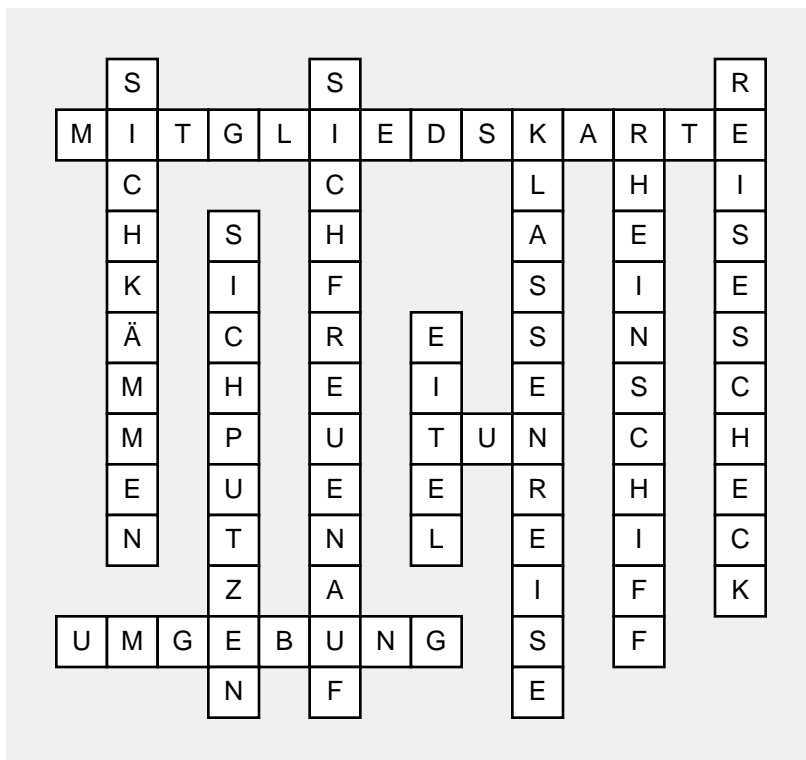 SICHKÄMMEN
SICHFREUENAUF
REISESCHECK
MITGLIEDSKARTE
KLASSENREISE
RHEINSCHIFF
SICHPUTZEN
EITEL
TUN
UMGEBUNG